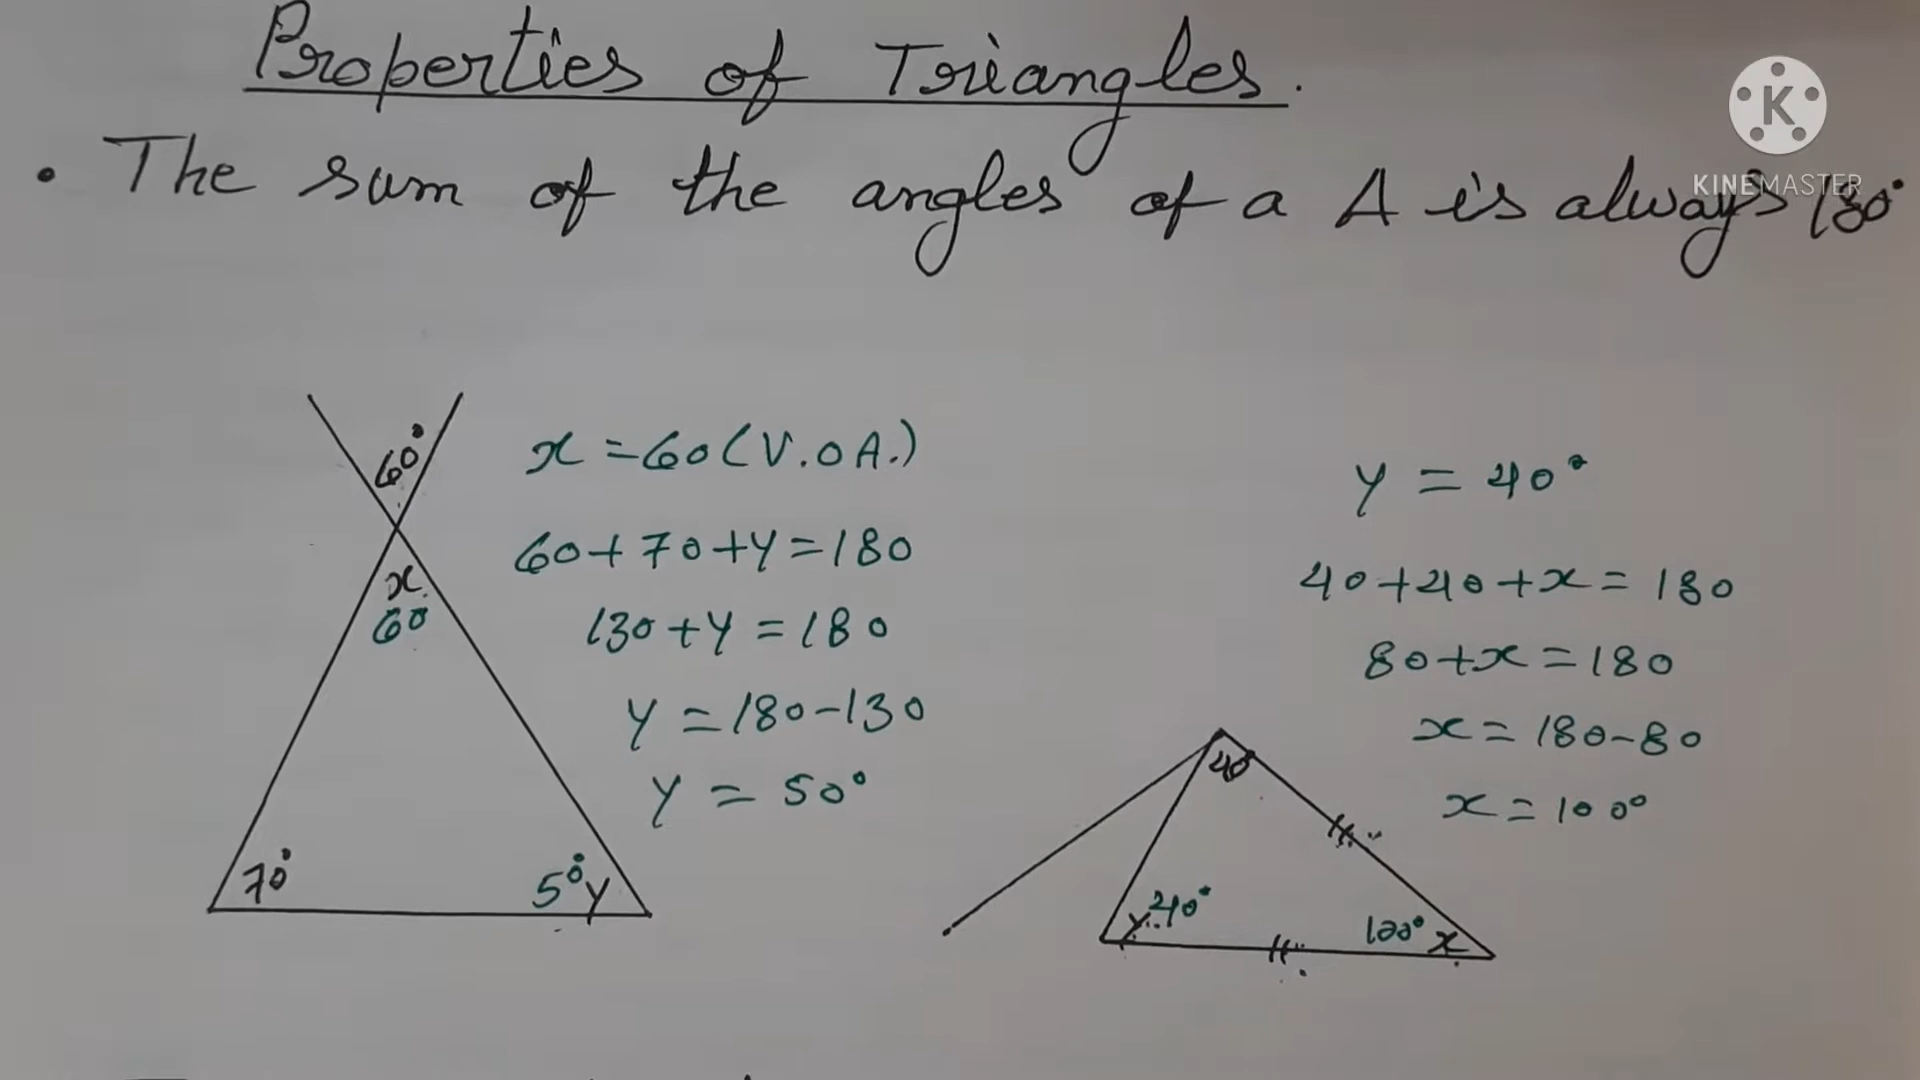 Properties of Triangles.
K
KINEMASTER
• The sum of the angles of a Δ is always 180°
60°
x = 60 (V.O A.)
60 + 70 + y = 180
x
60
130 + y = 180
y = 180 - 130
y = 50°
70°
50° y
y = 40°
40 + 40 + x = 180
80 + x = 180
x = 180 - 80
x = 100°
40
y 40°
100° x